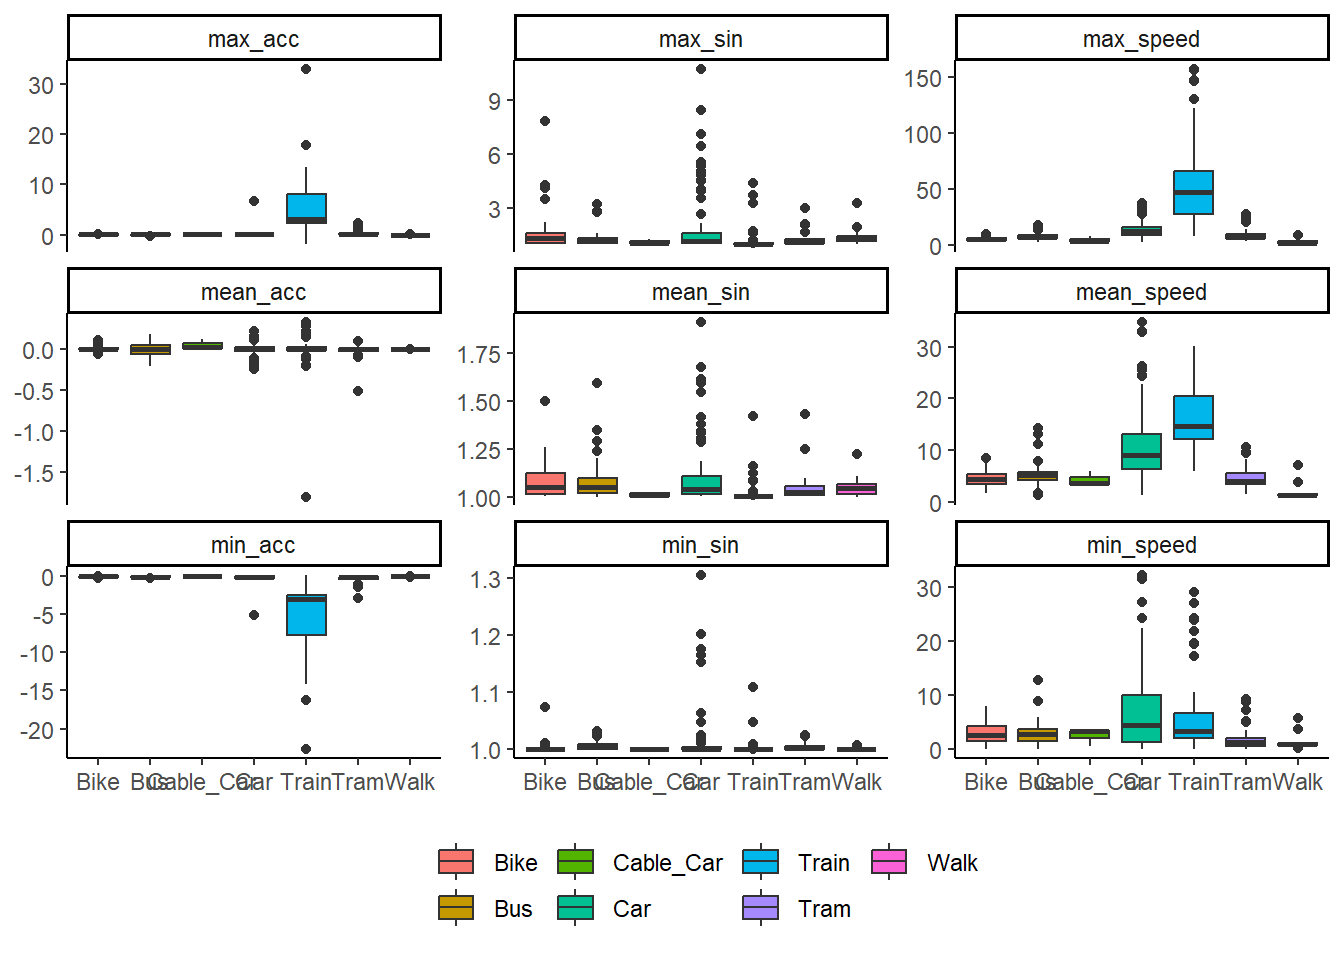 max_acc max_sin max_speed
30 20 10 0
9 6 3
150 100 50 0
mean_acc mean_sin mean_speed
0.0 -0.5 -1.0 -1.5
1.75 1.50 1.25 1.00
30 20 10 0
min_acc min_sin min_speed
0 -5 -10 -15 -20
1.3 1.2 1.1 1.0
30 20 10 0
Bike Bus Cable_Car Car Train Tram Walk
Bike Bus Cable_Car Car Train Tram Walk
Bike Bus Cable_Car Car Train Tram Walk
Bike Cable_Car Train Walk
Bus Car Tram